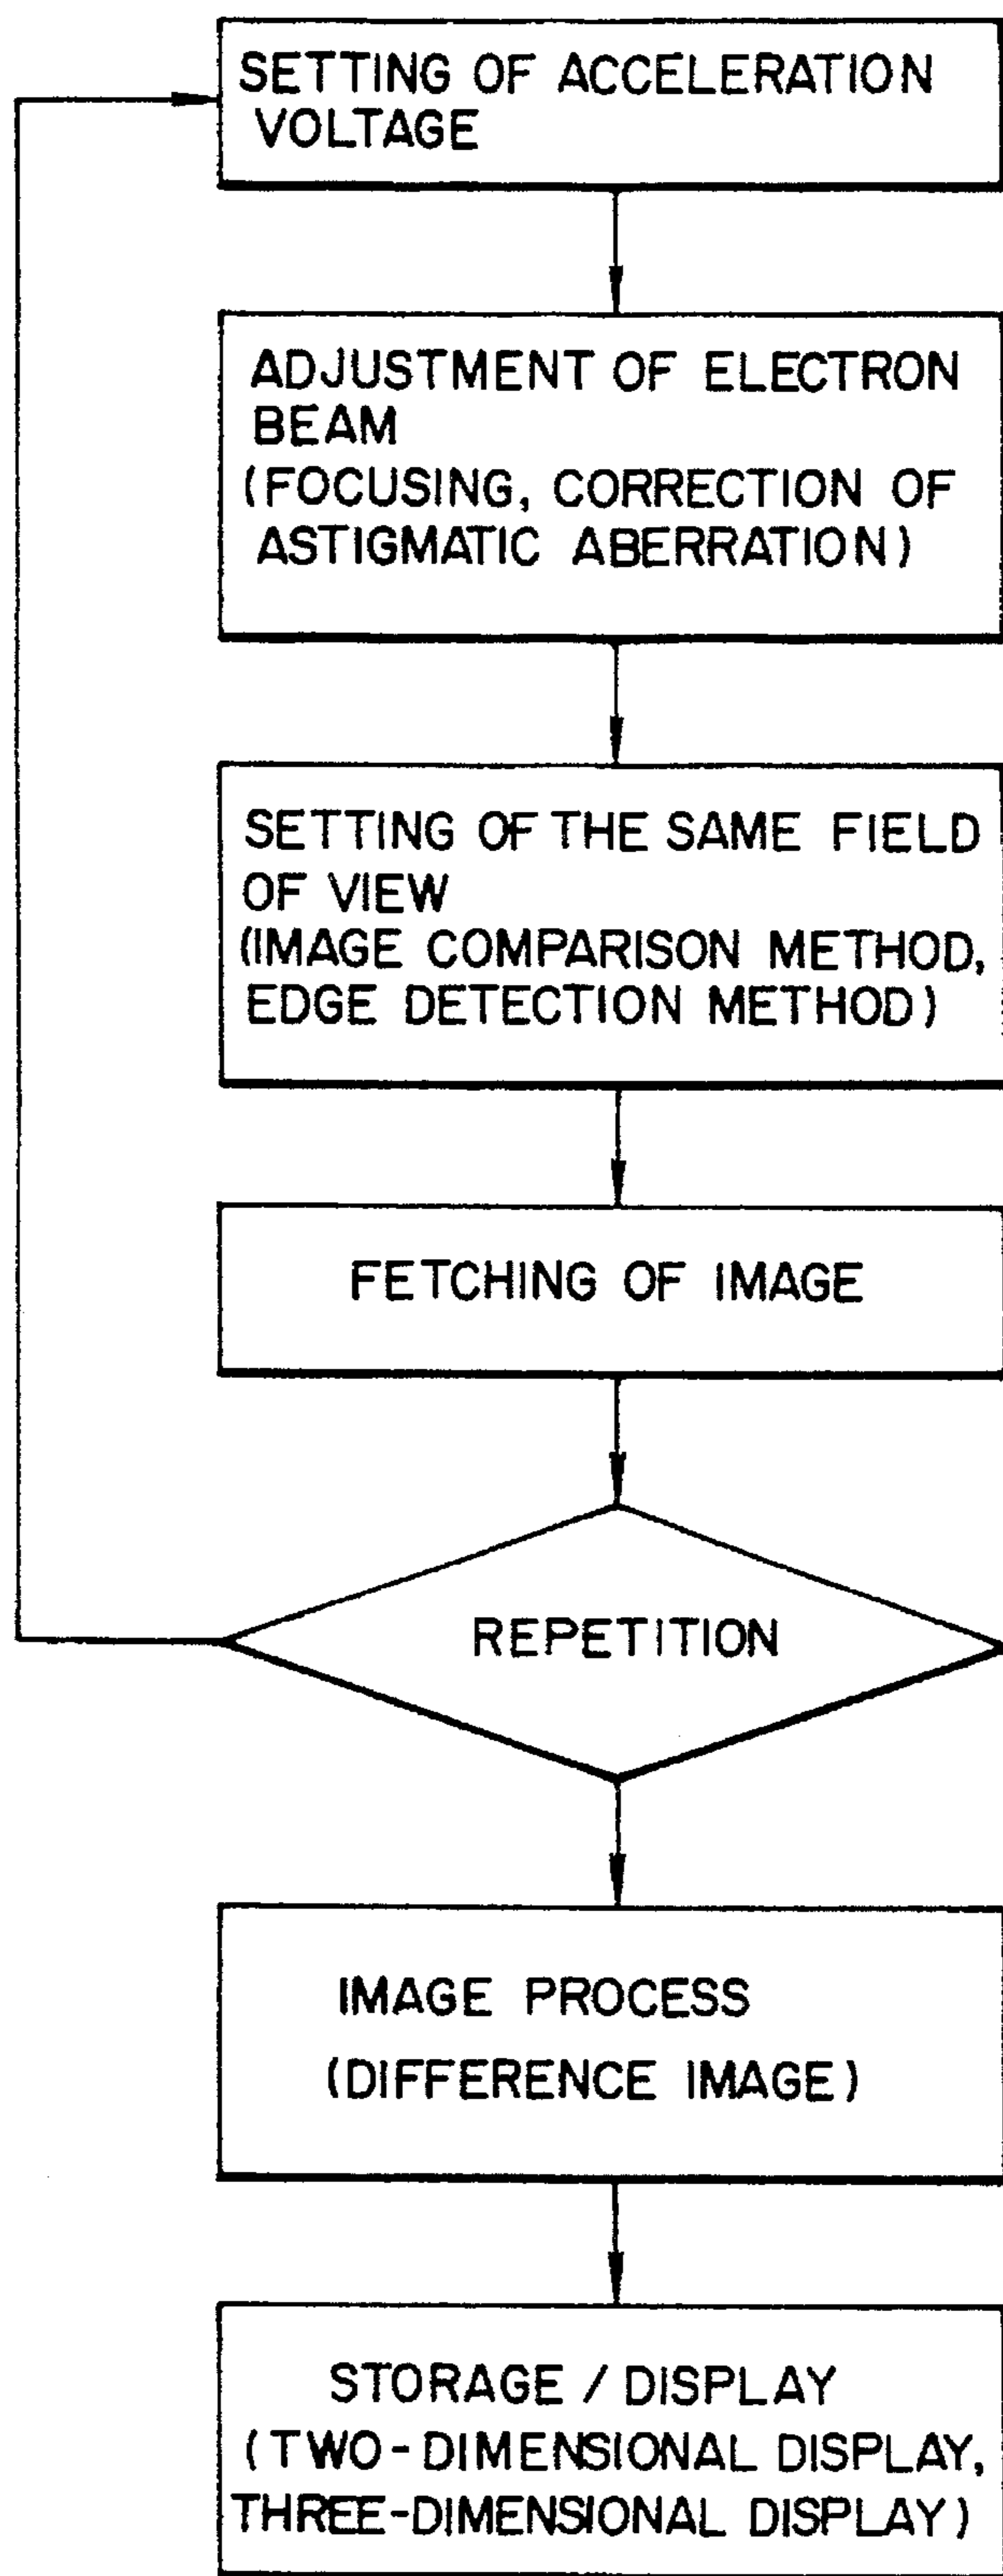 SETTING OF ACCELERATION
VOLTAGE
ADJUSTMENT OF ELECTRON
BEAM
(FOCUSING, CORRECTION OF
ASTIGMATIC ABERRATION)
SETTING OF THE SAME FIELD
OF VIEW
(IMAGE COMPARISON METHOD,
EDGE DETECTION METHOD)
FETCHING OF IMAGE
REPETITION
IMAGE PROCESS
(DIFFERENCE IMAGE)
STORAGE / DISPLAY
(TWO-DIMENSIONAL DISPLAY,
THREE-DIMENSIONAL DISPLAY)